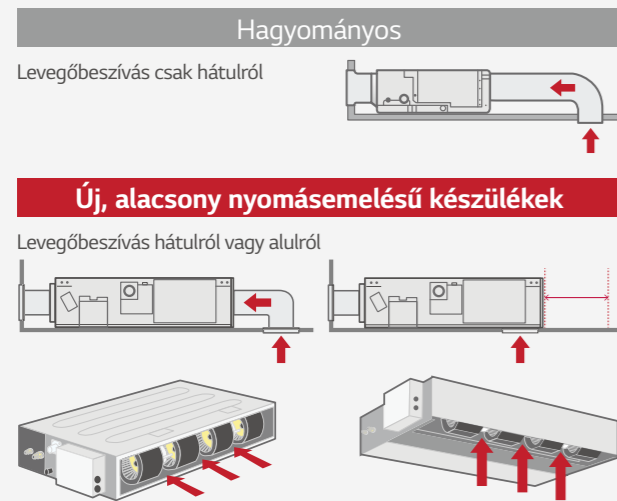 Hagyományos
Levegőbeszívás csak hátulról
Új, alacsony nyomásemelésű készülékek
Levegőbeszívás hátulról vagy alulról